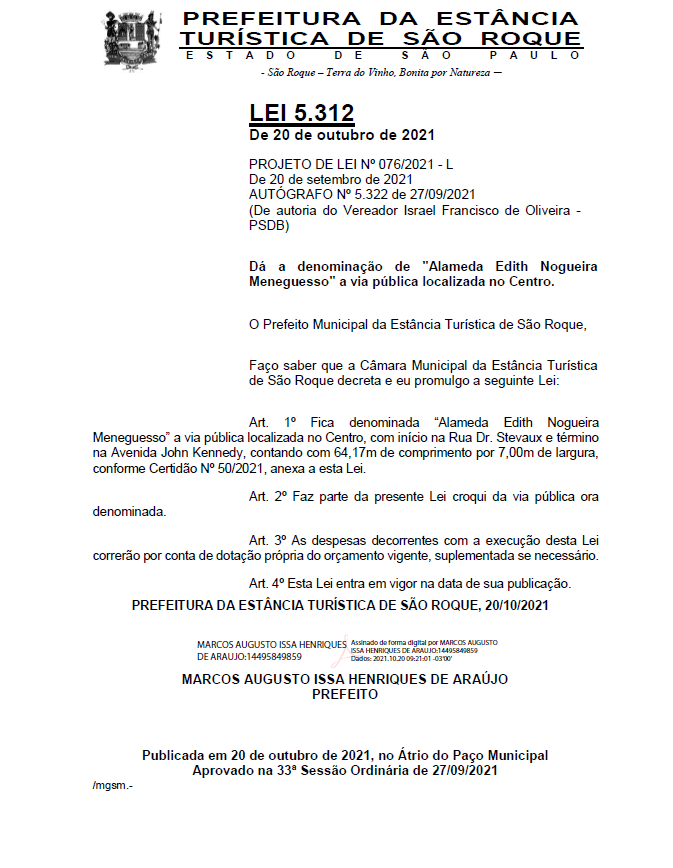 PREFEITURA DA ESTÂNCIA
TURÍSTICA DE SÃO ROQUE
ESTADO DE SÃO PAULO
- São Roque – Terra do Vinho, Bonita por Natureza –
LEI 5.312
De 20 de outubro de 2021
PROJETO DE LEI Nº 076/2021 - L
De 20 de setembro de 2021
AUTÓGRAFO Nº 5.322 de 27/09/2021
(De autoria do Vereador Israel Francisco de Oliveira -
PSDB)
Dá a denominação de "Alameda Edith Nogueira
Meneguesso" a via pública localizada no Centro.
O Prefeito Municipal da Estância Turística de São Roque,
Faço saber que a Câmara Municipal da Estância Turística
de São Roque decreta e eu promulgo a seguinte Lei:
Art. 1º Fica denominada “Alameda Edith Nogueira
Meneguesso” a via pública localizada no Centro, com início na Rua Dr. Stevaux e término
na Avenida John Kennedy, contando com 64,17m de comprimento por 7,00m de largura,
conforme Certidão Nº 50/2021, anexa a esta Lei.
Art. 2º Faz parte da presente Lei croqui da via pública ora
denominada.
Art. 3º As despesas decorrentes com a execução desta Lei
correrão por conta de dotação própria do orçamento vigente, suplementada se necessário.
Art. 4º Esta Lei entra em vigor na data de sua publicação.
PREFEITURA DA ESTÂNCIA TURÍSTICA DE SÃO ROQUE, 20/10/2021
MARCOS AUGUSTO ISSA HENRIQUES
DE ARAUJO:14495849859
Assinado de forma digital por MARCOS AUGUSTO
ISSA HENRIQUES DE ARAUJO:14495849859
Dados: 2021.10.20 09:21:01 -03'00'
MARCOS AUGUSTO ISSA HENRIQUES DE ARAÚJO
PREFEITO
Publicada em 20 de outubro de 2021, no Átrio do Paço Municipal
Aprovado na 33ª Sessão Ordinária de 27/09/2021
/mgsm.-